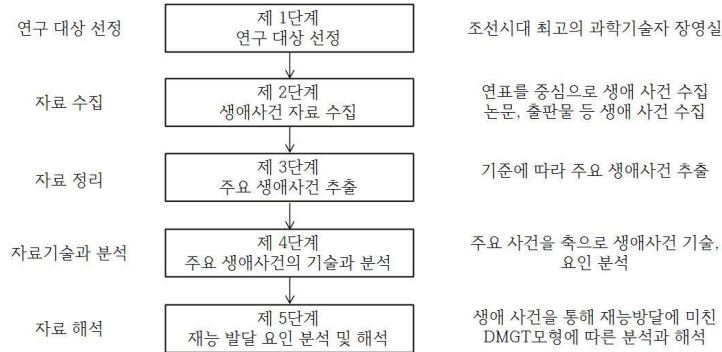 연구 대상 선정
제 1단계
연구 대상 선정
조선시대 최고의 과학기술자 장영실
자료 수집
제 2단계
생애사건 자료 수집
연표를 중심으로 생애 사건 수집
논문, 출판물 등 생애 사건 수집
자료 정리
제 3단계
주요 생애사건 추출
기준에 따라 주요 생애사건 추출
자료기술과 분석
제 4단계
주요 생애사건의 기술과 분석
주요 사건을 축으로 생애사건 기술,
요인 분석
자료 해석
제 5단계
재능 발달 요인 분석 및 해석
생애 사건을 통해 재능방달에 미친
DMGT모형에 따른 분석과 해석